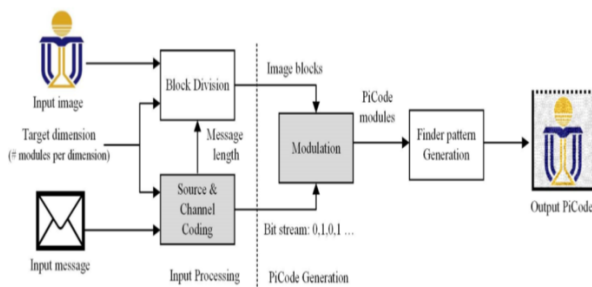 Input image
Target dimension
(# modules per dimension)
Input message
Block Division
Message
length
Source &
Channel
Coding
Input Processing
Image blocks
Modulation
Bit stream: 0,1,0,1 ...
PiCode Generation
PiCode
modules
Finder pattern
Generation
Output PiCode